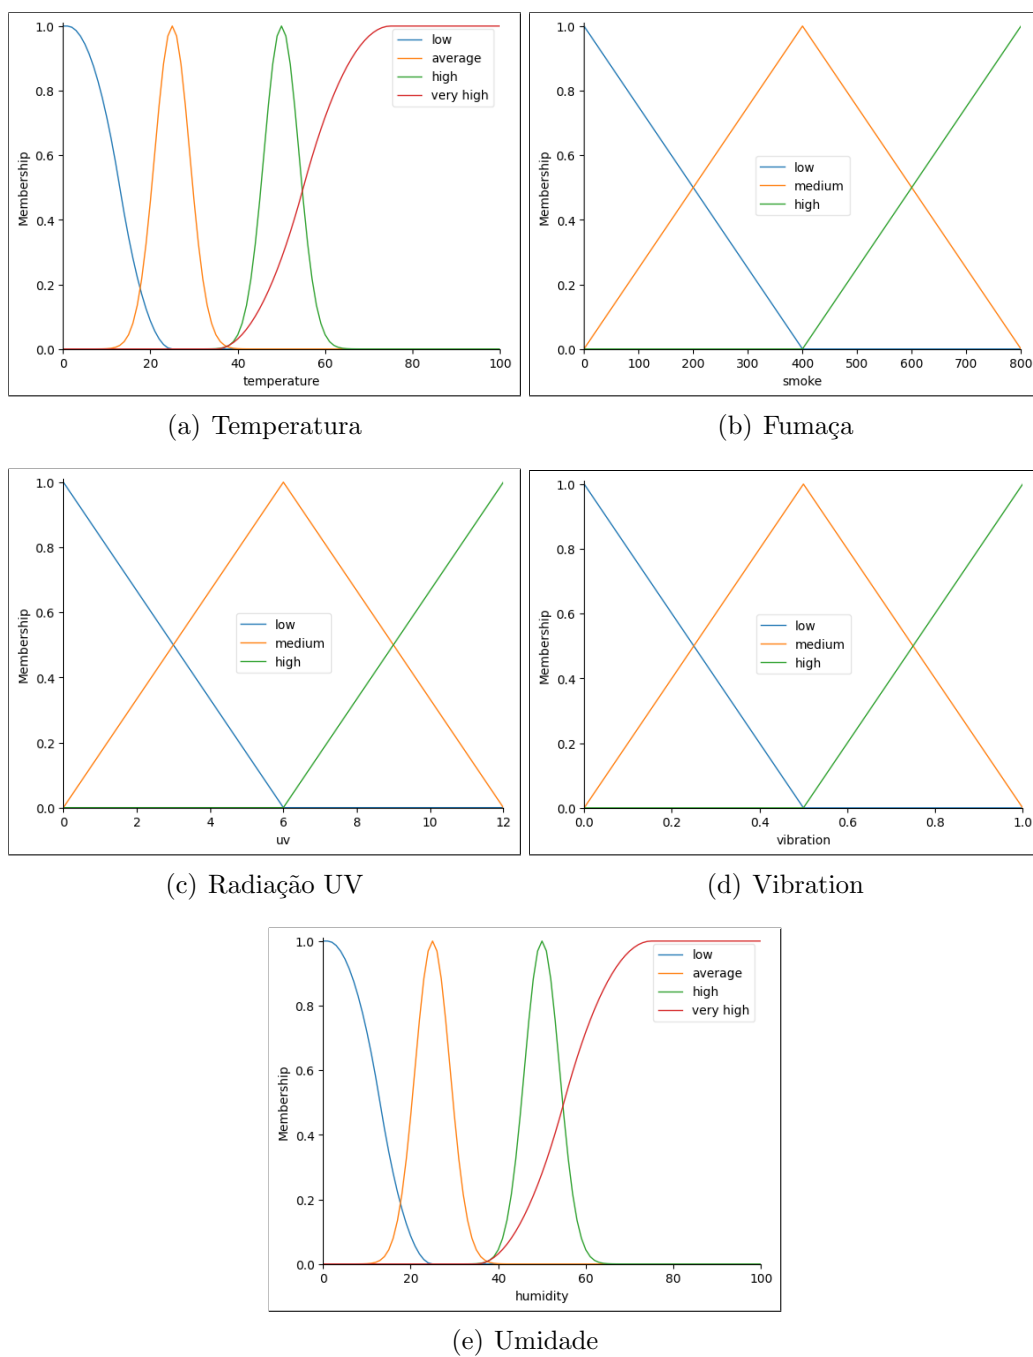 1.0
0.8
0.6
0.4
0.2
0.0
Membership
low
average
high
very high
0 20 40 60 80 100
temperature
(a) Temperatura
1.0
0.8
0.6
0.4
0.2
0.0
Membership
low
medium
high
0 100 200 300 400 500 600 700 800
smoke
(b) Fumaça
1.0
0.8
0.6
0.4
0.2
0.0
Membership
low
medium
high
0 2 4 6 8 10 12
uv
(c) Radiação UV
1.0
0.8
0.6
0.4
0.2
0.0
Membership
low
medium
high
0.0 0.2 0.4 0.6 0.8 1.0
vibration
(d) Vibration
1.0
0.8
0.6
0.4
0.2
0.0
Membership
low
average
high
very high
0 20 40 60 80 100
humidity
(e) Umidade